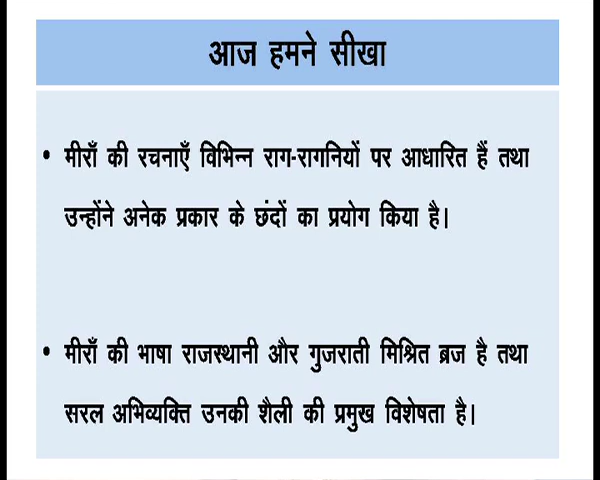 आज हमने सीखा
• मीराँ की रचनाएँ विभिन्न राग-रागनियों पर आधारित हैं तथा
उन्होंने अनेक प्रकार के छंदों का प्रयोग किया है।
• मीराँ की भाषा राजस्थानी और गुजराती मिश्रित ब्रज है तथा
सरल अभिव्यक्ति उनकी शैली की प्रमुख विशेषता है।